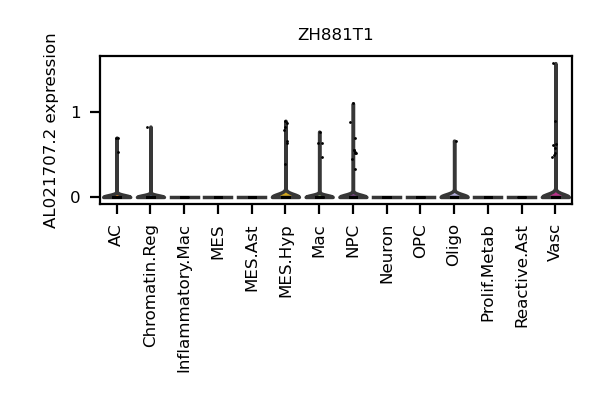 ZH881T1
AL021707.2 expression
1
0
AC
Chromatin.Reg
Inflammatory.Mac
MES
MES.Ast
MES.Hyp
Mac
NPC
Neuron
OPC
Oligo
Prolif.Metab
Reactive.Ast
Vasc